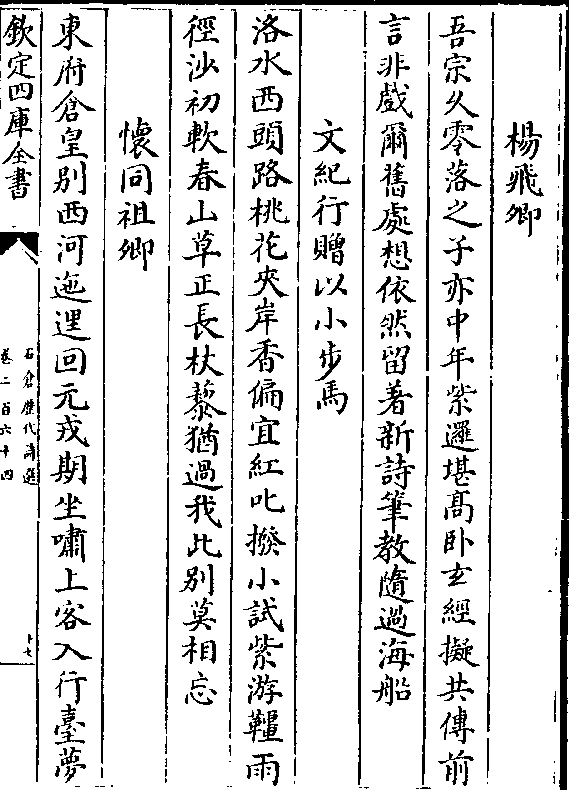 楊飛卿
吾宗久零落之子亦中年紫邏堪高卧玄經擬共傳前
言非戲爾舊處想依然留著新詩筆教隨過海船
文紀行贈以小步馬
洛水西頭路桃花夾岸香偏宜紅叱撥小試紫游韁雨
徑沙初軟春山草正長杖藜猶過我此别莫相忘
懷同祖卿
東府倉皇别西河迤逕回元戎期坐嘯上客入行臺夢
欽定四庫全書
石倉歷代詩選
卷二百六十四
十七